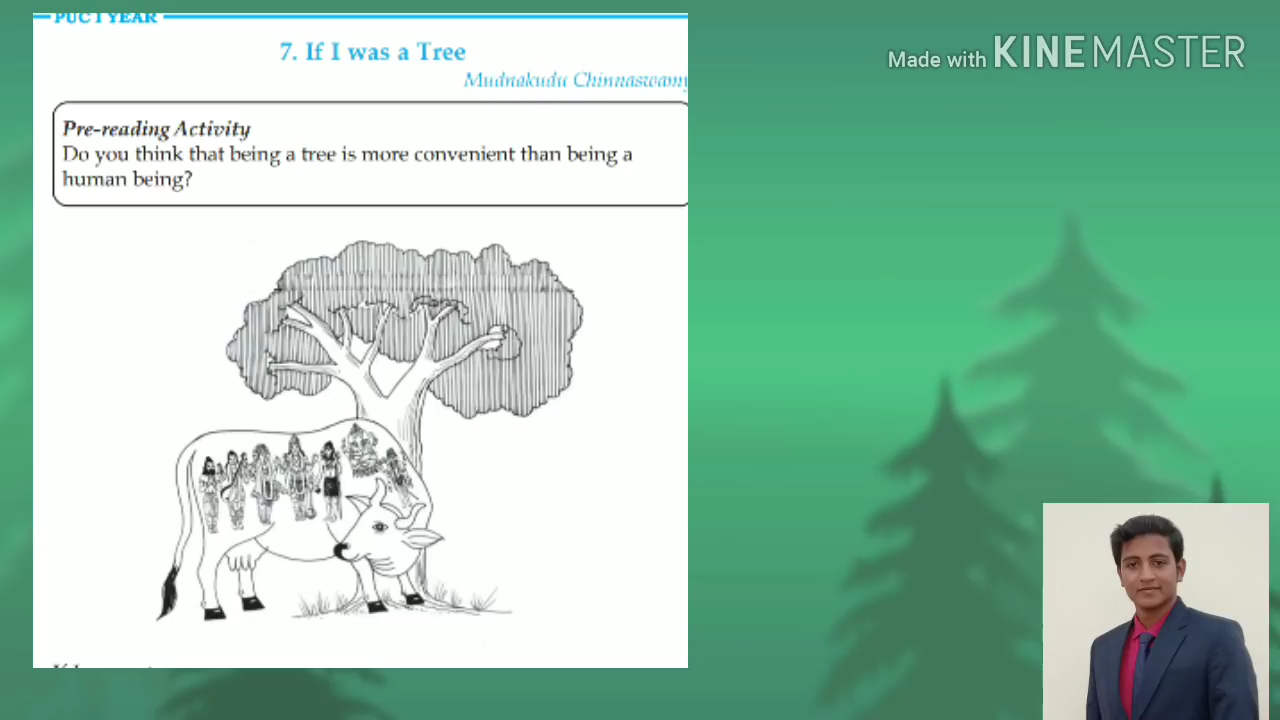 PUC I YEAR
7. If I was a Tree
Mudnakudu Chinnaswamy
Pre-reading Activity
Do you think that being a tree is more convenient than being a
human being?
Made with KINEMASTER